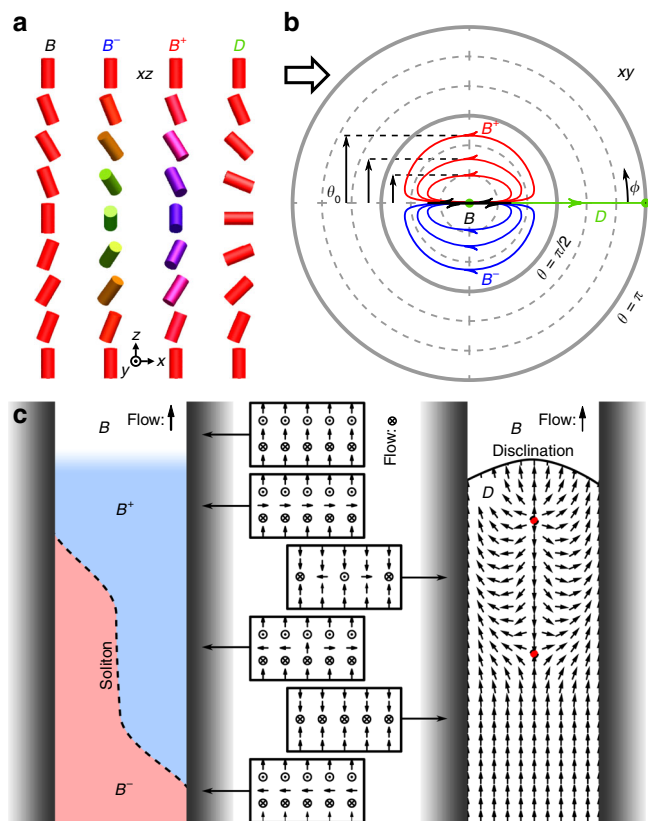 a
B B⁻ B⁺ D
xz
z
y x
b
xy
B⁺
θ₀
ϕ
B
D
B⁻
θ = π/2
θ = π
c
B
Flow:
B⁺
Soliton
B⁻
Flow: ⊗
B
Flow:
Disclination
D